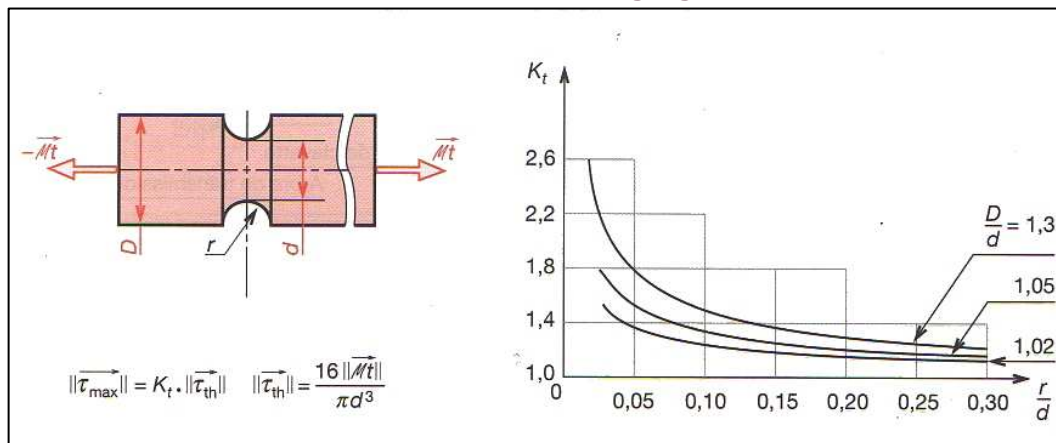 -Mt
Mt
D
r
d
||τmax|| = Kt . ||τth||   ||τth|| = 16 ||Mt|| / πd³
Kt
2,6
2,2
1,8
1,4
1,0
0
0,05
0,10
0,15
0,20
0,25
0,30
r/d
D/d = 1,3
1,05
1,02